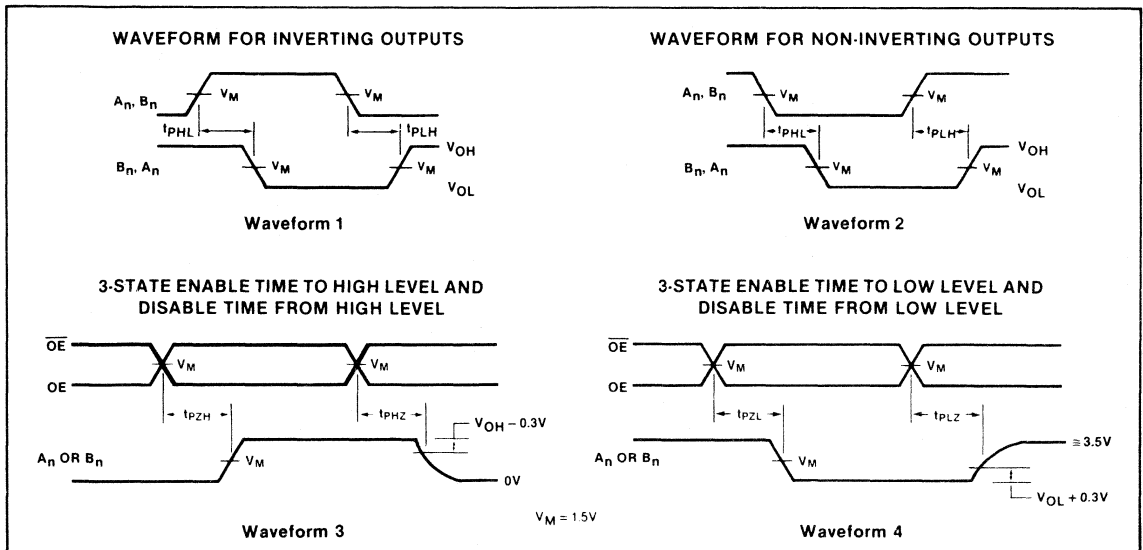 WAVEFORM FOR INVERTING OUTPUTS
An, Bn
VM
VM
tPHL
tPLH
Bn, An
VOH
VM
VM
VOL
Waveform 1
WAVEFORM FOR NON-INVERTING OUTPUTS
An, Bn
VM
VM
tPHL
tPLH
Bn, An
VOH
VM
VM
VOL
Waveform 2
3-STATE ENABLE TIME TO HIGH LEVEL AND
DISABLE TIME FROM HIGH LEVEL
O̅E̅
VM
VM
OE
tPZH
tPHZ
VOH – 0.3V
An OR Bn
VM
0V
Waveform 3
VM = 1.5V
3-STATE ENABLE TIME TO LOW LEVEL AND
DISABLE TIME FROM LOW LEVEL
O̅E̅
VM
VM
OE
tPZL
tPLZ
≅ 3.5V
An OR Bn
VM
VOL + 0.3V
Waveform 4